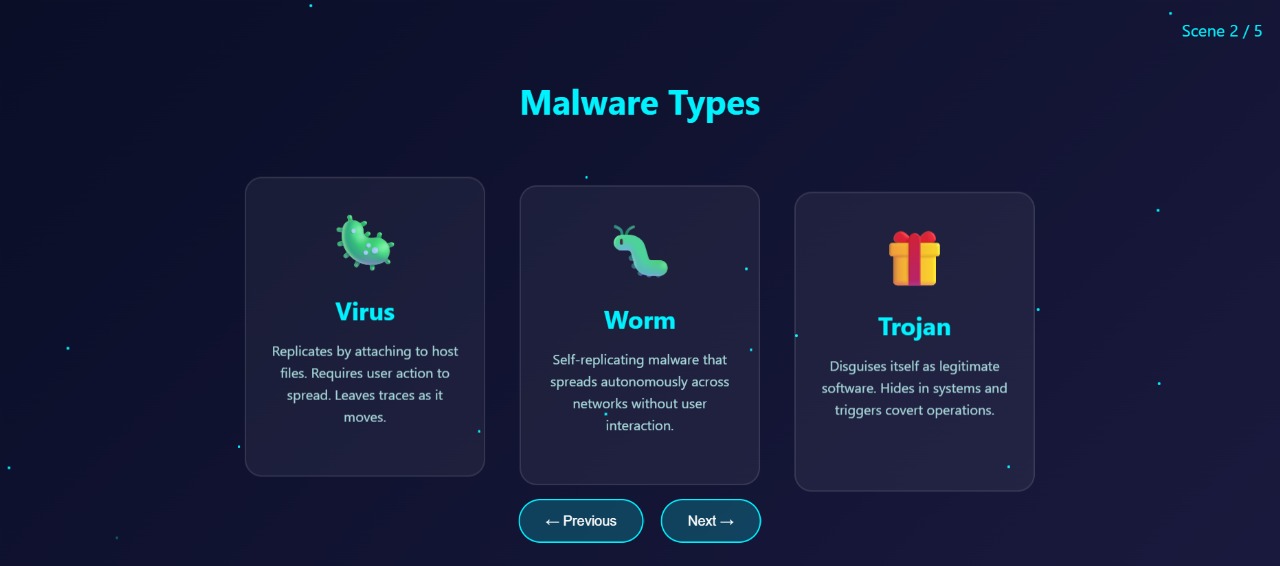 Scene 2 / 5
Malware Types
Virus
Replicates by attaching to host
files. Requires user action to
spread. Leaves traces as it
moves.
Worm
Self-replicating malware that
spreads autonomously across
networks without user
interaction.
Trojan
Disguises itself as legitimate
software. Hides in systems and
triggers covert operations.
← Previous
Next →